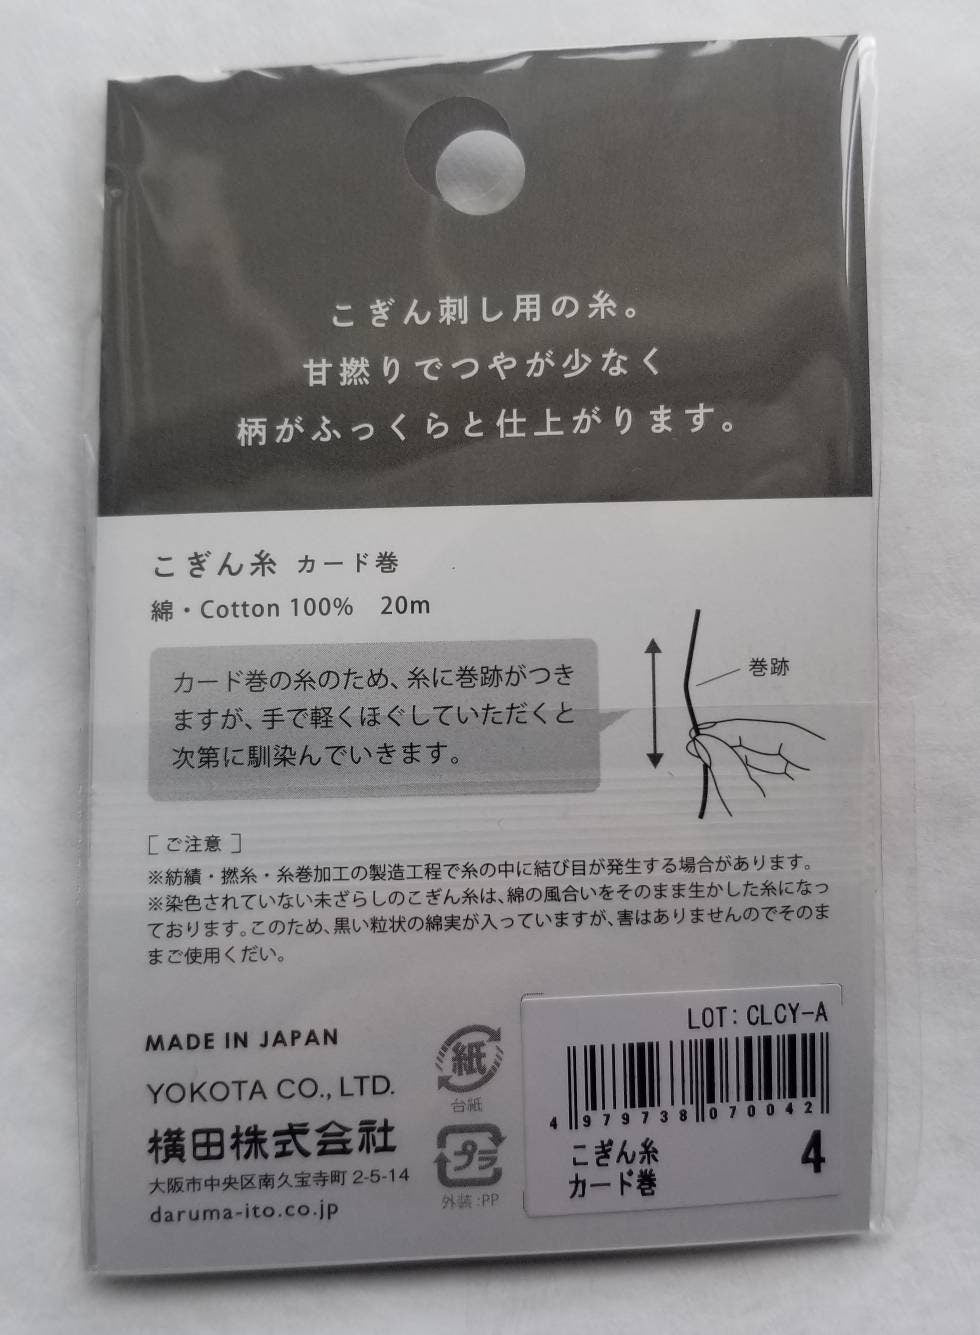 こぎん刺し用の糸。
甘撚りでつやが少なく
柄がふっくらと仕上がります。
こぎん糸 カード巻
綿・Cotton 100% 20m
カード巻の糸のため、糸に巻跡がつき
ますが、手で軽くほぐしていただくと
次第に馴染んでいきます。
巻跡
[ ご注意 ]
※紡績・撚糸・糸巻加工の製造工程で糸の中に結び目が発生する場合があります。
※染色されていない未ざらしのこぎん糸は、綿の風合いをそのまま生かした糸になっ
ております。このため、黒い粒状の綿実が入っていますが、害はありませんのでそのま
まご使用くだい。
MADE IN JAPAN
YOKOTA CO., LTD.
横田株式会社
大阪市中央区南久宝寺町 2-5-14
daruma-ito.co.jp
紙
台紙
プラ
外装:PP
LOT: CLCY-A
4 979738 070042
こぎん糸
カード巻
4